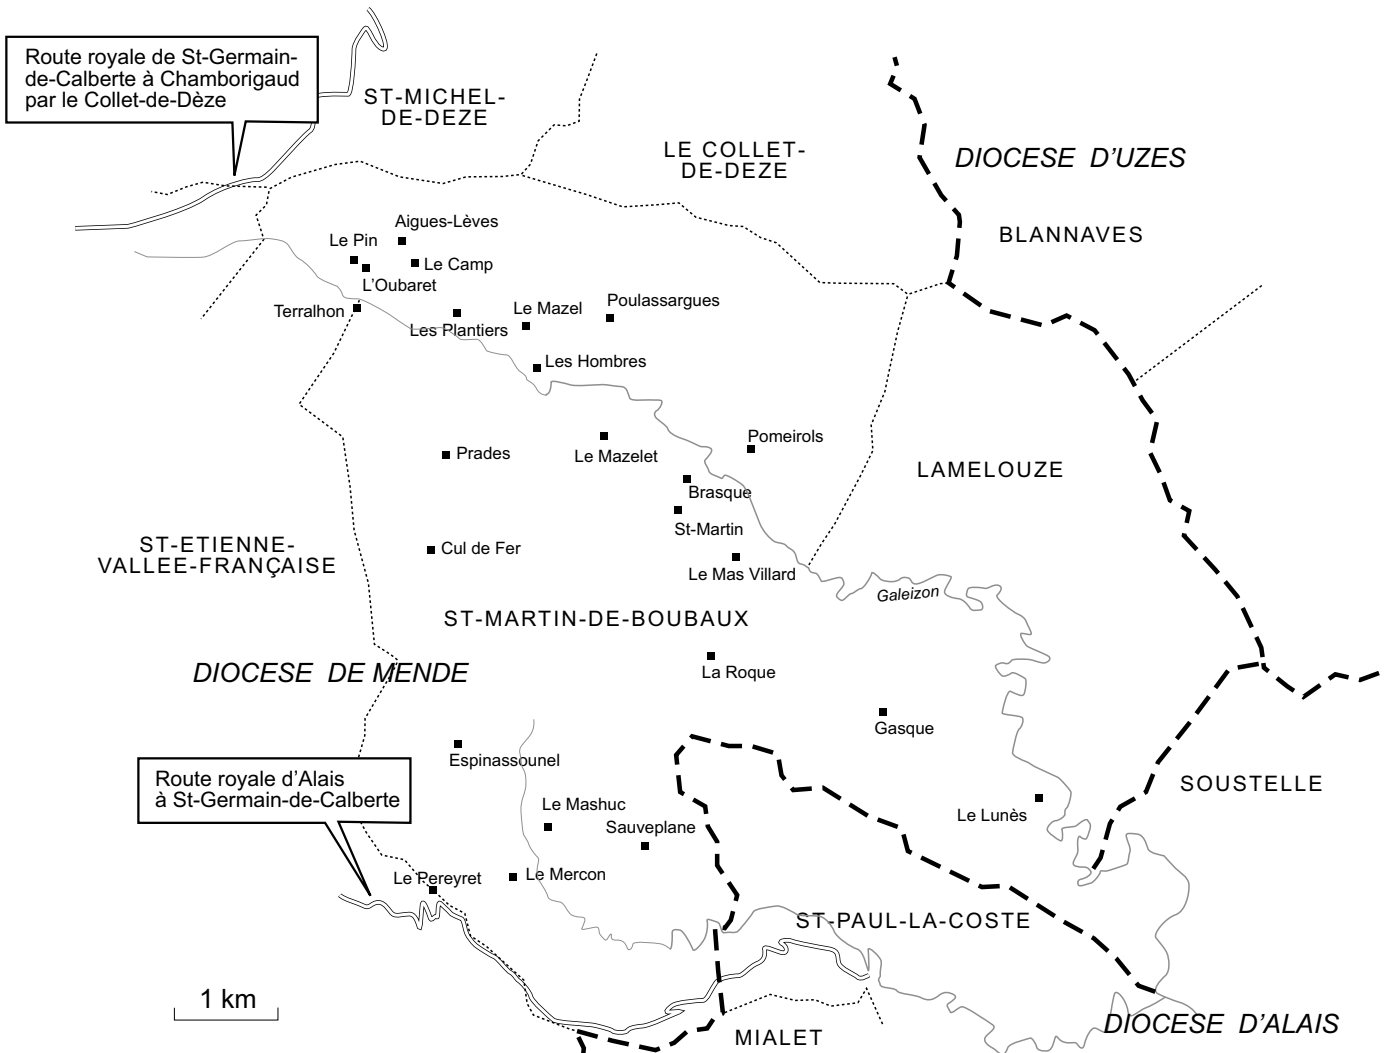 Route royale de St-Germain-
de-Calberte à Chamborigaud
par le Collet-de-Dèze
ST-MICHEL-
DE-DEZE
LE COLLET-
DE-DEZE
DIOCESE D'UZES
BLANNAVES
Aigues-Lèves
Le Pin
Le Camp
L'Oubaret
Terralhon
Les Plantiers
Le Mazel
Poulassargues
Les Hombres
Pomeirols
Prades
Le Mazelet
LAMELOUZE
Brasque
St-Martin
ST-ETIENNE-
VALLEE-FRANÇAISE
Cul de Fer
Le Mas Villard
Galeizon
ST-MARTIN-DE-BOUBAUX
DIOCESE DE MENDE
La Roque
Gasque
Espinassounel
Route royale d'Alais
à St-Germain-de-Calberte
SOUSTELLE
Le Mashuc
Sauveplane
Le Lunès
Le Pereyret
Le Mercon
ST-PAUL-LA-COSTE
1 km
MIALET
DIOCESE D'ALAIS